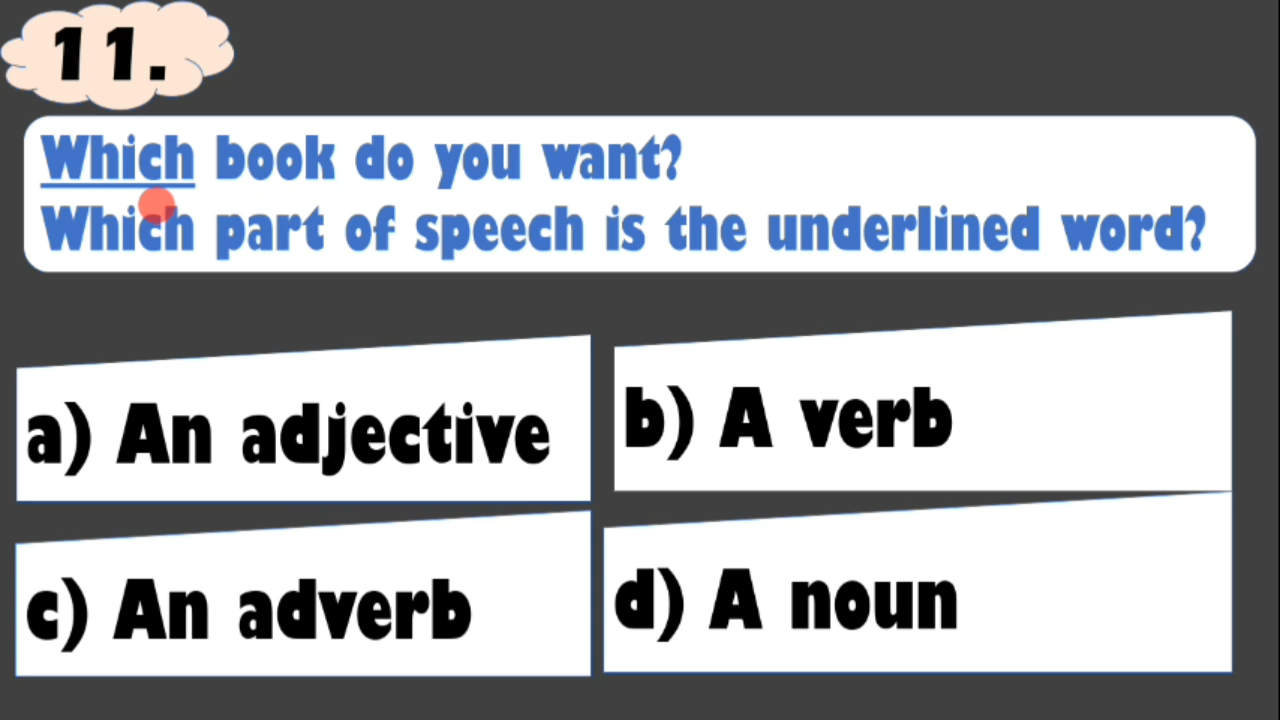 11.
Which book do you want?
Which part of speech is the underlined word?
a) An adjective
b) A verb
c) An adverb
d) A noun